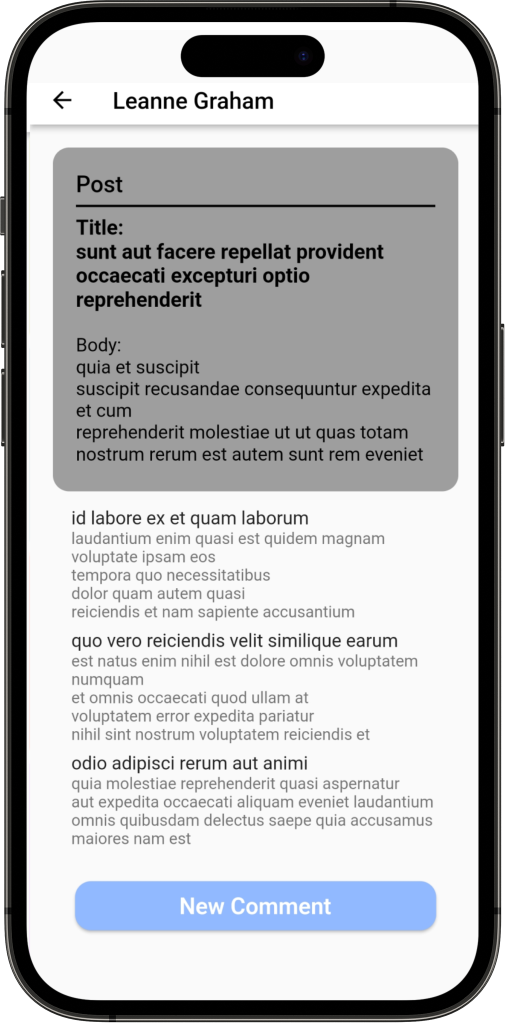 Leanne Graham
Post
Title:
sunt aut facere repellat provident
occaecati excepturi optio
reprehenderit
Body:
quia et suscipit
suscipit recusandae consequuntur expedita
et cum
reprehenderit molestiae ut ut quas totam
nostrum rerum est autem sunt rem eveniet
id labore ex et quam laborum
laudantium enim quasi est quidem magnam
voluptate ipsam eos
tempora quo necessitatibus
dolor quam autem quasi
reiciendis et nam sapiente accusantium
quo vero reiciendis velit similique earum
est natus enim nihil est dolore omnis voluptatem
numquam
et omnis occaecati quod ullam at
voluptatem error expedita pariatur
nihil sint nostrum voluptatem reiciendis et
odio adipisci rerum aut animi
quia molestiae reprehenderit quasi aspernatur
aut expedita occaecati aliquam eveniet laudantium
omnis quibusdam delectus saepe quia accusamus
maiores nam est
New Comment